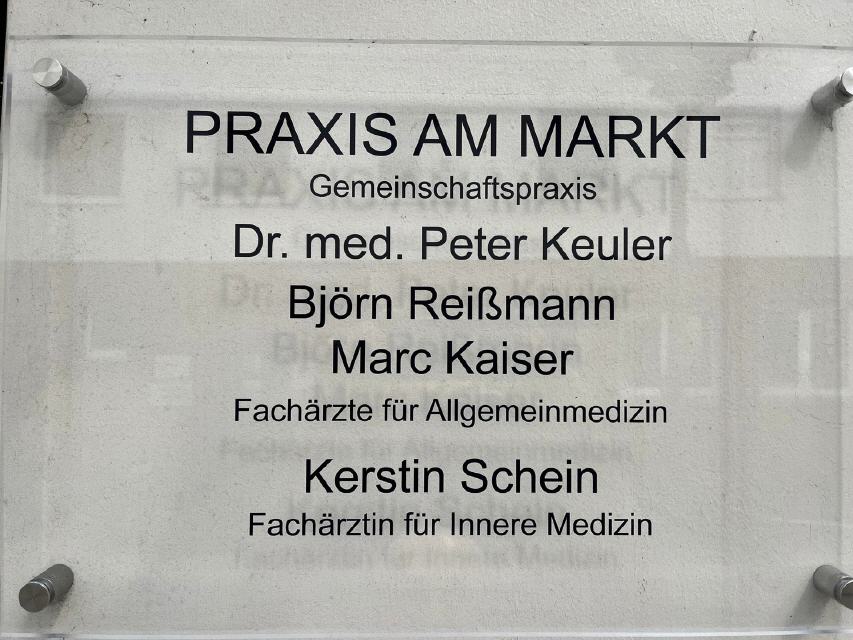 PRAXIS AM MARKT
Gemeinschaftspraxis
Dr. med. Peter Keuler
Björn Reißmann
Marc Kaiser
Fachärzte für Allgemeinmedizin
Kerstin Schein
Fachärztin für Innere Medizin